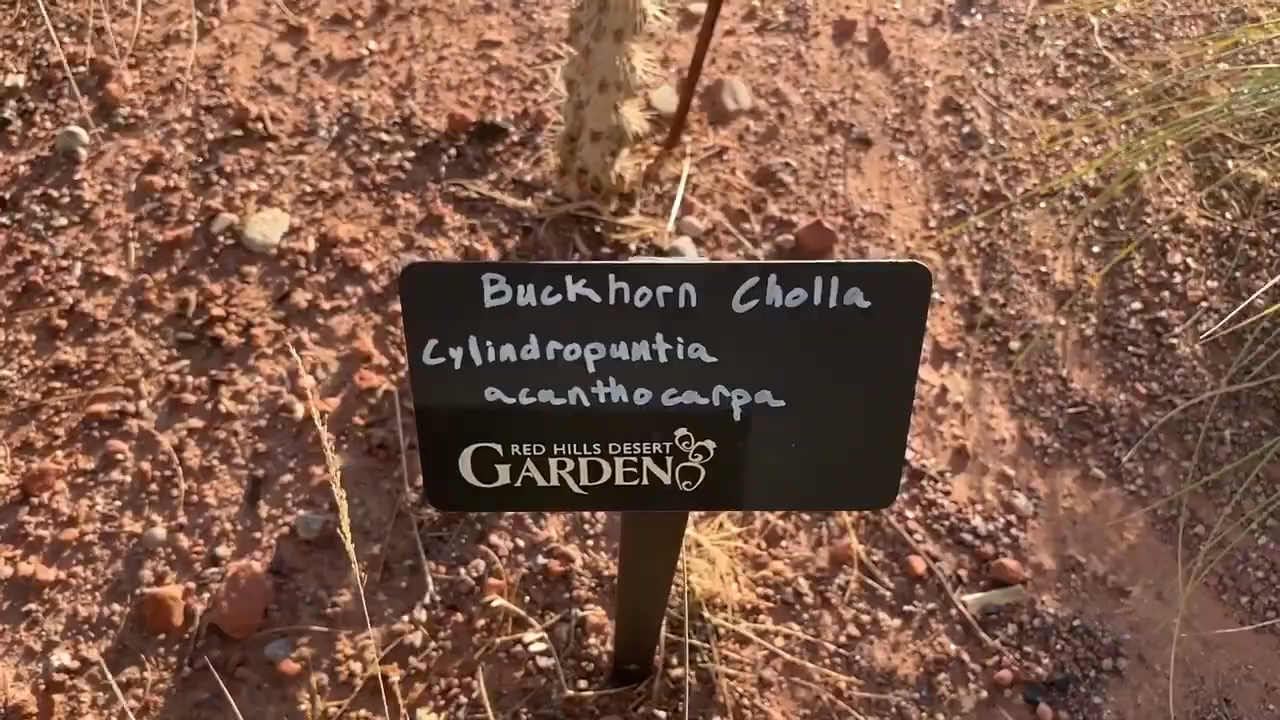 Buckhorn Cholla
Cylindropuntia
acanthocarpa
RED HILLS DESERT
GARDEN